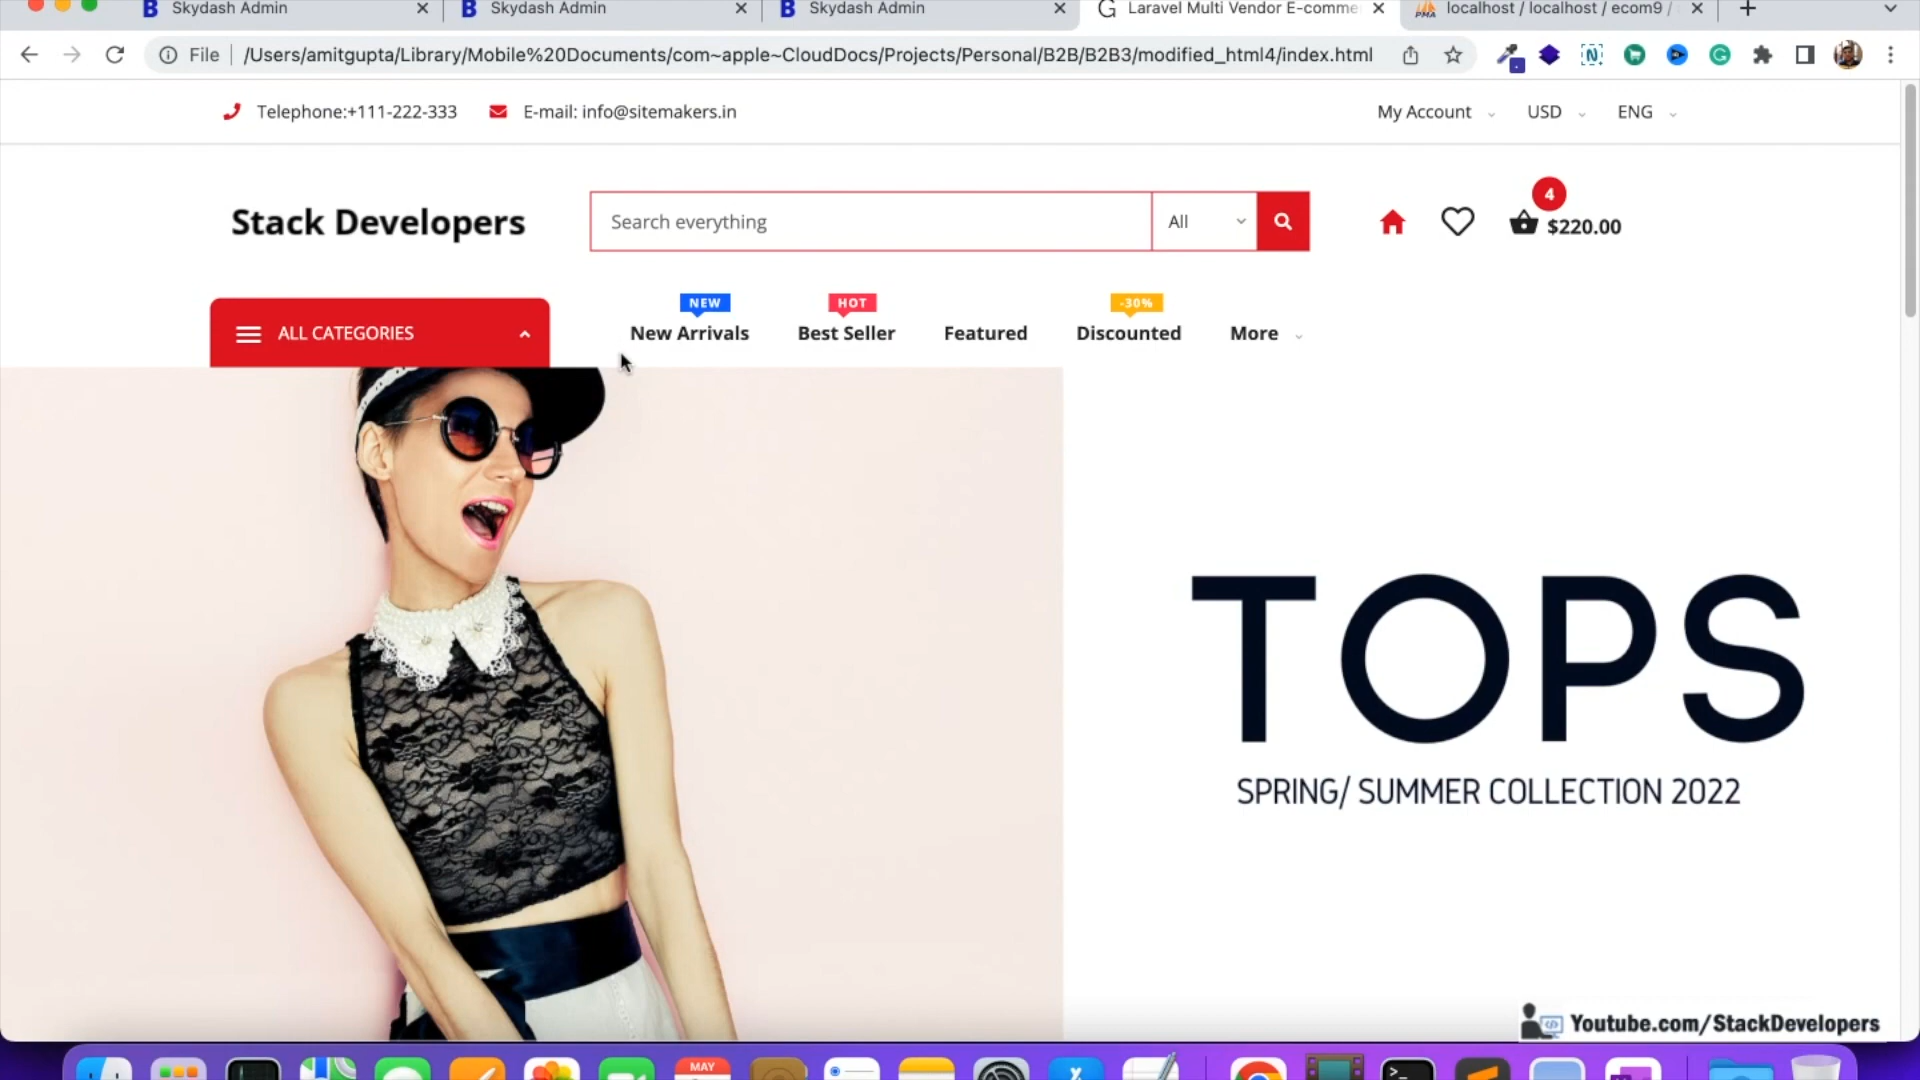 Skydash Admin
Skydash Admin
Skydash Admin
Laravel Multi Vendor E-comme
localhost / localhost / ecom9 /
File
/Users/amitgupta/Library/Mobile%20Documents/com~apple~CloudDocs/Projects/Personal/B2B/B2B3/modified_html4/index.html
Telephone:+111-222-333
E-mail: info@sitemakers.in
My Account
USD
ENG
Stack Developers
Search everything
All
4
$220.00
ALL CATEGORIES
NEW
New Arrivals
HOT
Best Seller
Featured
-30%
Discounted
More
TOPS
SPRING/ SUMMER COLLECTION 2022
Youtube.com/StackDevelopers
MAY